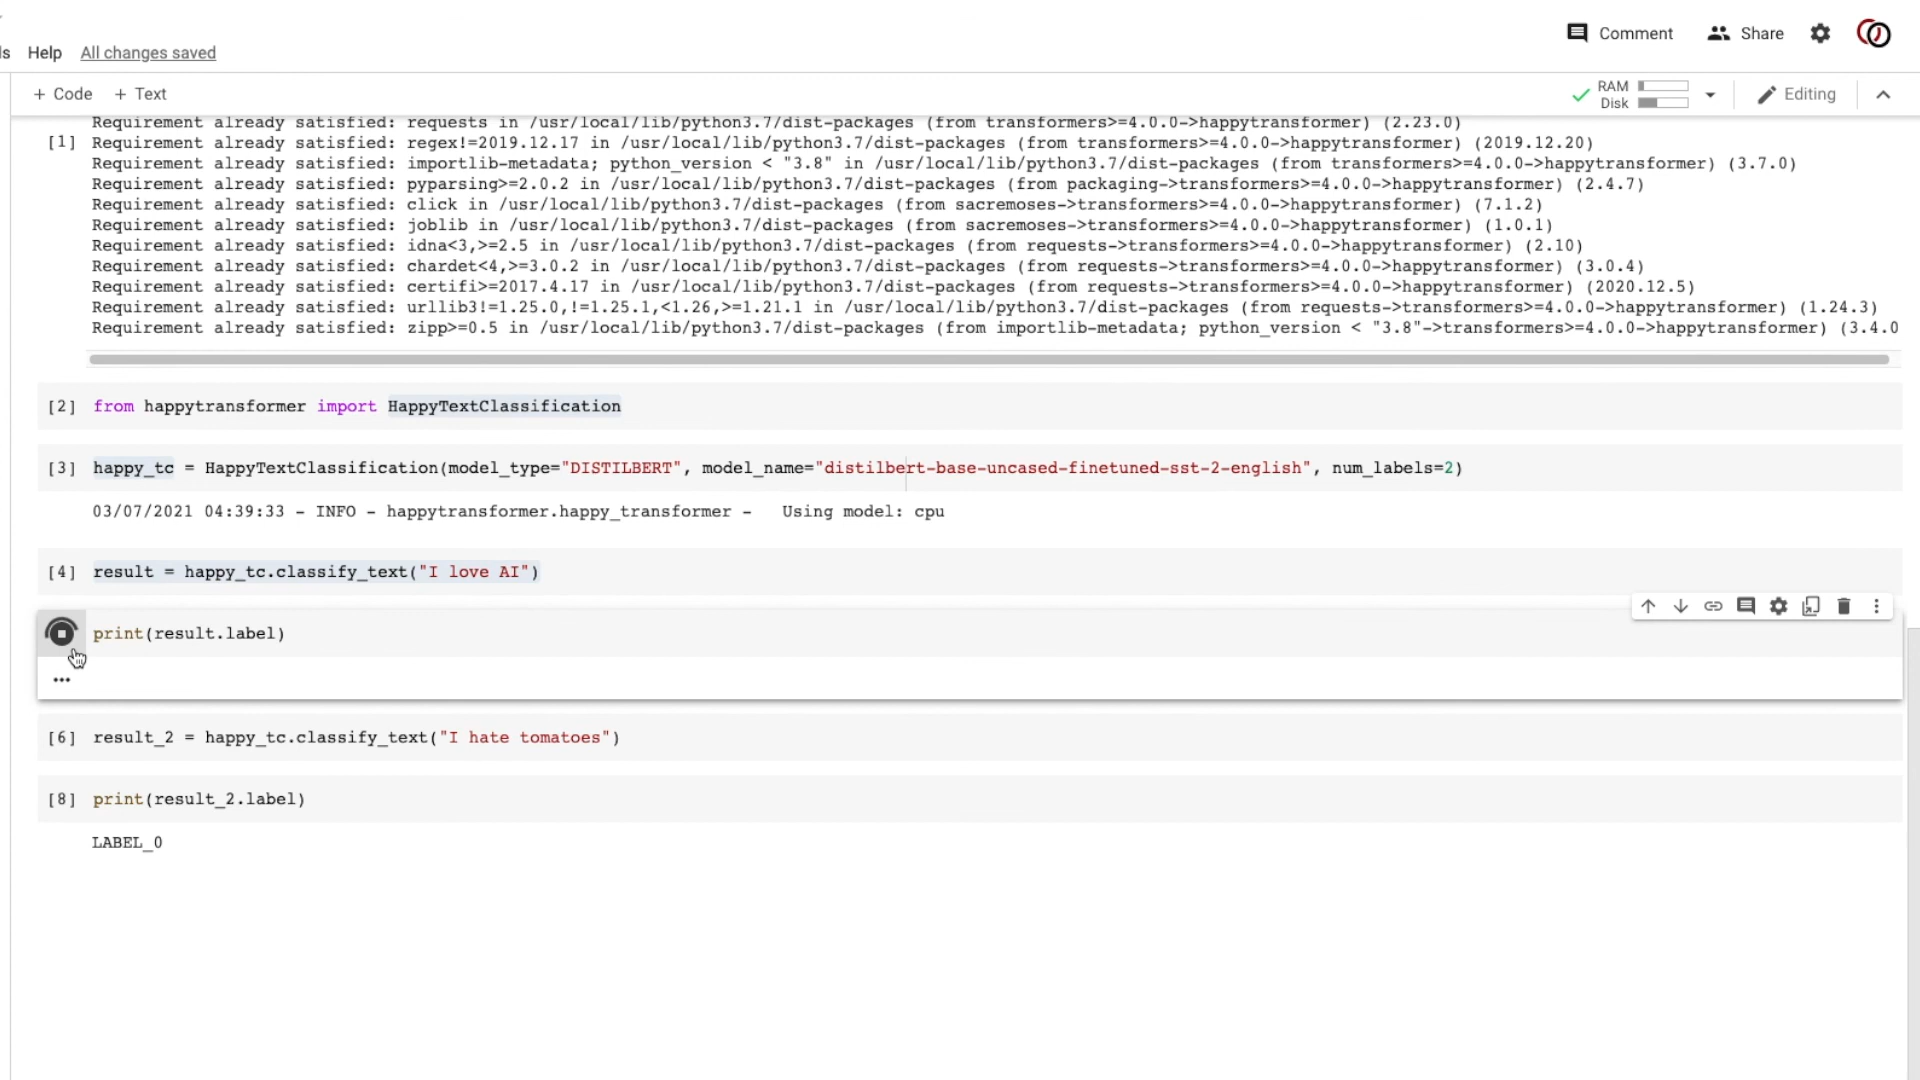 Comment Share
ls Help All changes saved
+ Code + Text RAM Disk Editing
Requirement already satisfied: requests in /usr/local/lib/python3.7/dist-packages (from transformers>=4.0.0->happytransformer) (2.23.0)
[1] Requirement already satisfied: regex!=2019.12.17 in /usr/local/lib/python3.7/dist-packages (from transformers>=4.0.0->happytransformer) (2019.12.20)
Requirement already satisfied: importlib-metadata; python_version < "3.8" in /usr/local/lib/python3.7/dist-packages (from transformers>=4.0.0->happytransformer) (3.7.0)
Requirement already satisfied: pyparsing>=2.0.2 in /usr/local/lib/python3.7/dist-packages (from packaging->transformers>=4.0.0->happytransformer) (2.4.7)
Requirement already satisfied: click in /usr/local/lib/python3.7/dist-packages (from sacremoses->transformers>=4.0.0->happytransformer) (7.1.2)
Requirement already satisfied: joblib in /usr/local/lib/python3.7/dist-packages (from sacremoses->transformers>=4.0.0->happytransformer) (1.0.1)
Requirement already satisfied: idna<3,>=2.5 in /usr/local/lib/python3.7/dist-packages (from requests->transformers>=4.0.0->happytransformer) (2.10)
Requirement already satisfied: chardet<4,>=3.0.2 in /usr/local/lib/python3.7/dist-packages (from requests->transformers>=4.0.0->happytransformer) (3.0.4)
Requirement already satisfied: certifi>=2017.4.17 in /usr/local/lib/python3.7/dist-packages (from requests->transformers>=4.0.0->happytransformer) (2020.12.5)
Requirement already satisfied: urllib3!=1.25.0,!=1.25.1,<1.26,>=1.21.1 in /usr/local/lib/python3.7/dist-packages (from requests->transformers>=4.0.0->happytransformer) (1.24.3)
Requirement already satisfied: zipp>=0.5 in /usr/local/lib/python3.7/dist-packages (from importlib-metadata; python_version < "3.8"->transformers>=4.0.0->happytransformer) (3.4.0
[2] from happytransformer import HappyTextClassification
[3] happy_tc = HappyTextClassification(model_type="DISTILBERT", model_name="distilbert-base-uncased-finetuned-sst-2-english", num_labels=2)
03/07/2021 04:39:33 - INFO - happytransformer.happy_transformer - Using model: cpu
[4] result = happy_tc.classify_text("I love AI")
print(result.label)
[6] result_2 = happy_tc.classify_text("I hate tomatoes")
[8] print(result_2.label)
LABEL_0